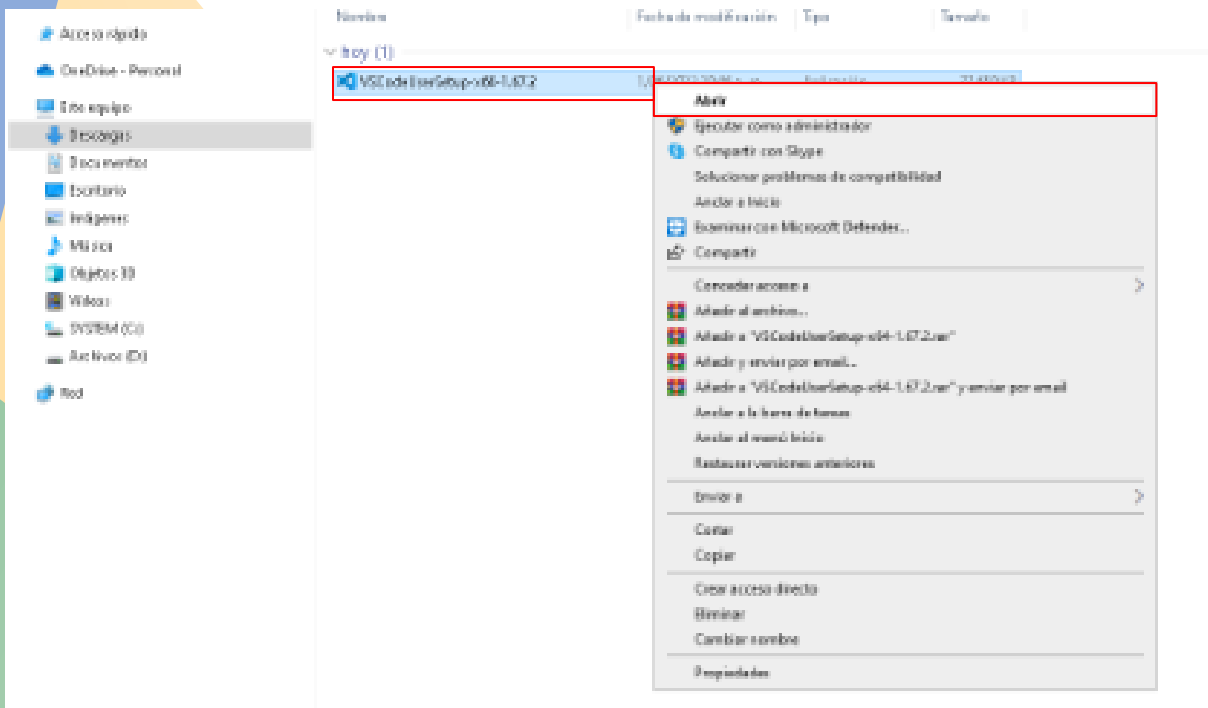 Nombre Fecha de modificación Tipo Tamaño
Acceso rápido
OneDrive - Personal
Este equipo
Descargas
Documentos
Escritorio
Imágenes
Música
Objetos 3D
Vídeos
SYSTEM (C:)
Archivos (D:)
Red
hoy (1)
VSCodeUserSetup-x64-1.67.2
Abrir
Ejecutar como administrador
Compartir con Skype
Solucionar problemas de compatibilidad
Anclar a Inicio
Examinar con Microsoft Defender...
Compartir
Conceder acceso a
Añadir al archivo...
Añadir a "VSCodeUserSetup-x64-1.67.2.rar"
Añadir y enviar por email...
Añadir a "VSCodeUserSetup-x64-1.67.2.rar" y enviar por email
Anclar a la barra de tareas
Anclar al menú Inicio
Restaurar versiones anteriores
Enviar a
Cortar
Copiar
Crear acceso directo
Eliminar
Cambiar nombre
Propiedades